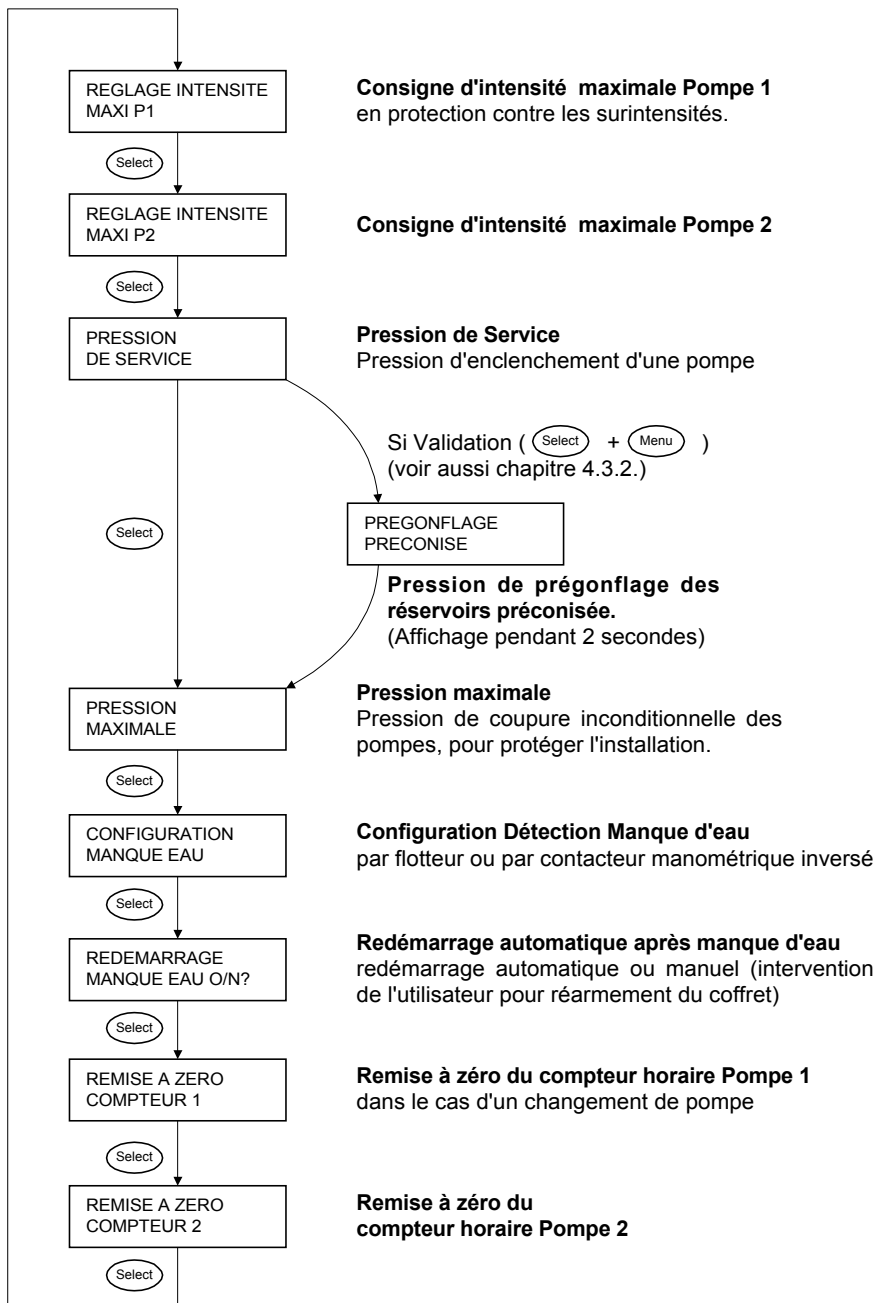 REGLAGE INTENSITE
MAXI P1
Consigne d'intensité maximale Pompe 1
en protection contre les surintensités.
Select
REGLAGE INTENSITE
MAXI P2
Consigne d'intensité maximale Pompe 2
Select
PRESSION
DE SERVICE
Pression de Service
Pression d'enclenchement d'une pompe
Si Validation ( Select + Menu )
(voir aussi chapitre 4.3.2.)
Select
PREGONFLAGE
PRECONISE
Pression de prégonflage des
réservoirs préconisée.
(Affichage pendant 2 secondes)
PRESSION
MAXIMALE
Pression maximale
Pression de coupure inconditionnelle des
pompes, pour protéger l'installation.
Select
CONFIGURATION
MANQUE EAU
Configuration Détection Manque d'eau
par flotteur ou par contacteur manométrique inversé
Select
REDEMARRAGE
MANQUE EAU O/N?
Redémarrage automatique après manque d'eau
redémarrage automatique ou manuel (intervention
de l'utilisateur pour réarmement du coffret)
Select
REMISE A ZERO
COMPTEUR 1
Remise à zéro du compteur horaire Pompe 1
dans le cas d'un changement de pompe
Select
REMISE A ZERO
COMPTEUR 2
Remise à zéro du
compteur horaire Pompe 2
Select